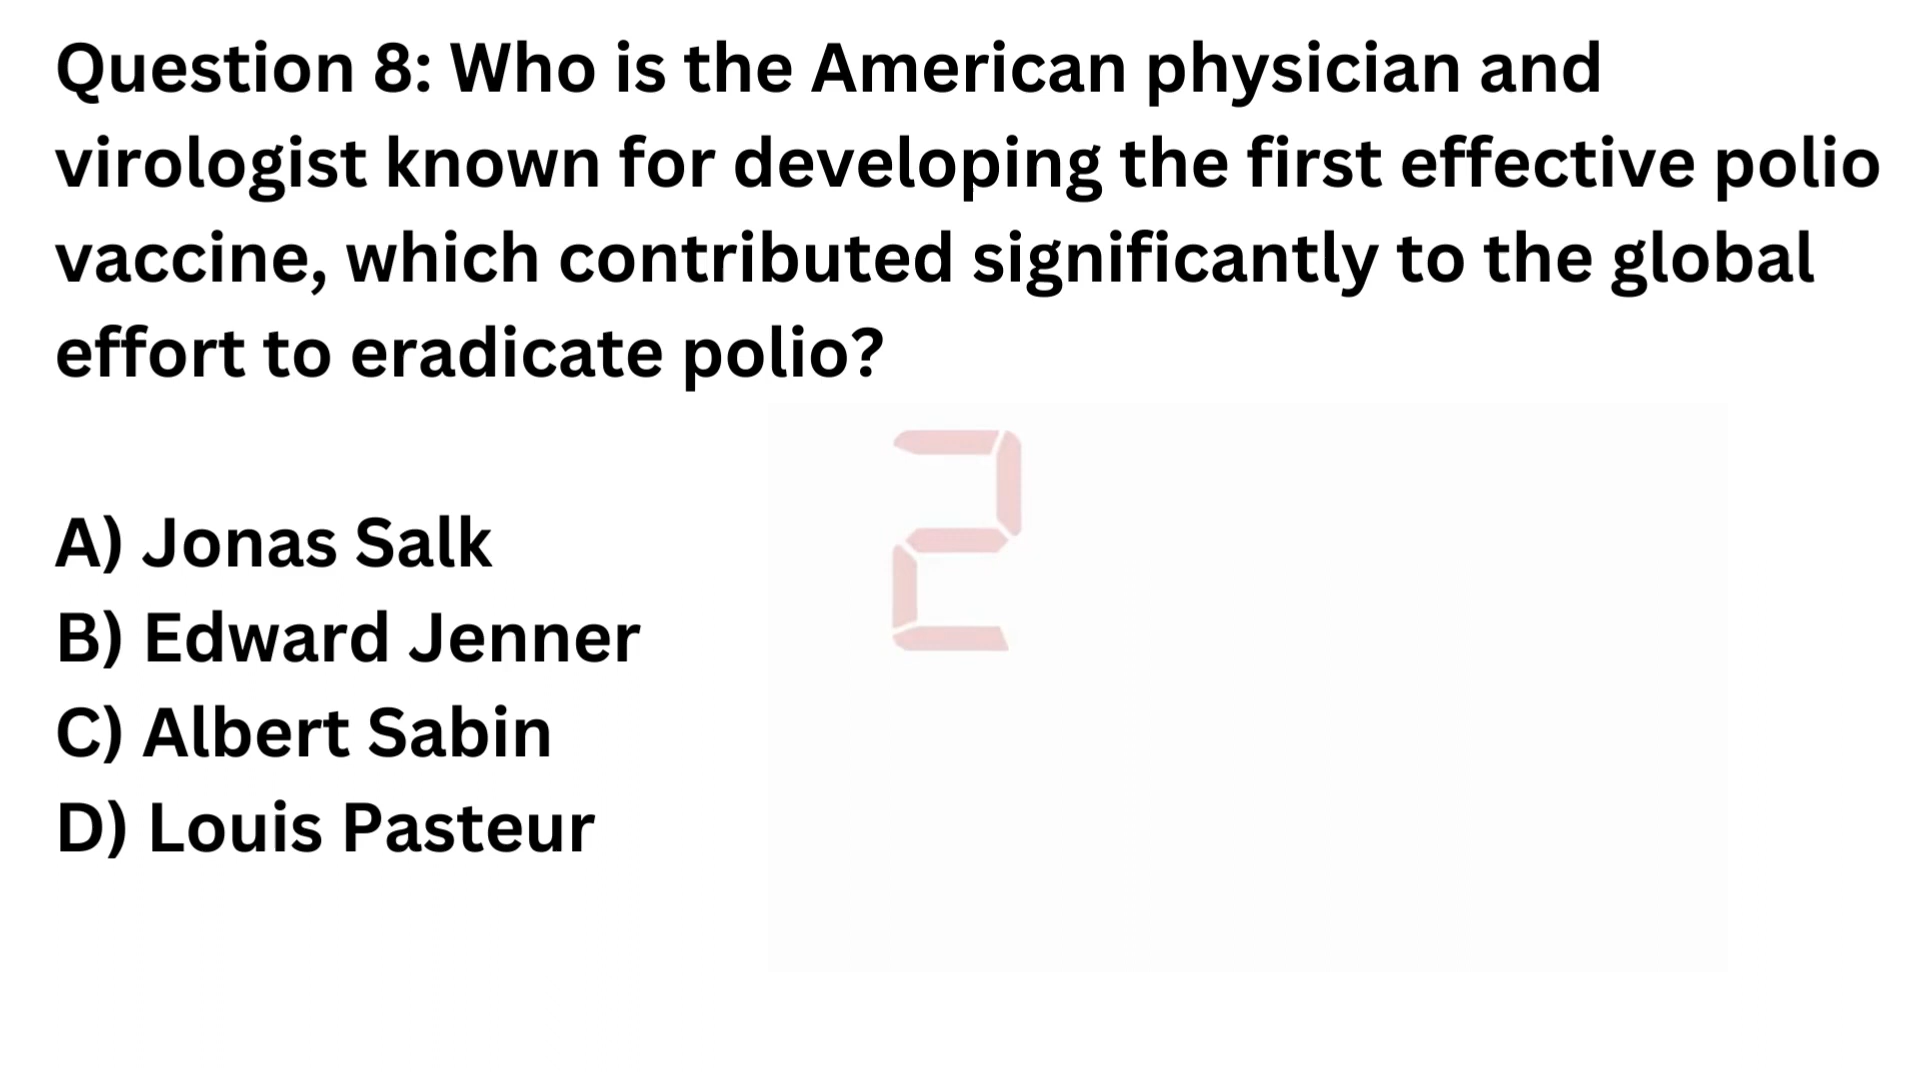 Question 8: Who is the American physician and
virologist known for developing the first effective polio
vaccine, which contributed significantly to the global
effort to eradicate polio?
2
A) Jonas Salk
B) Edward Jenner
C) Albert Sabin
D) Louis Pasteur